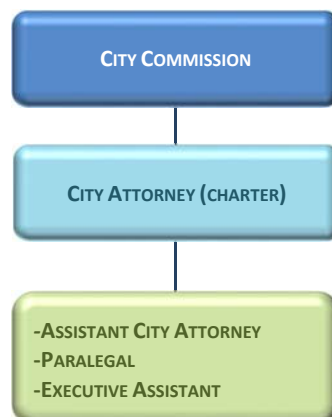 CITY COMMISSION
CITY ATTORNEY (CHARTER)
-ASSISTANT CITY ATTORNEY
-PARALEGAL
-EXECUTIVE ASSISTANT